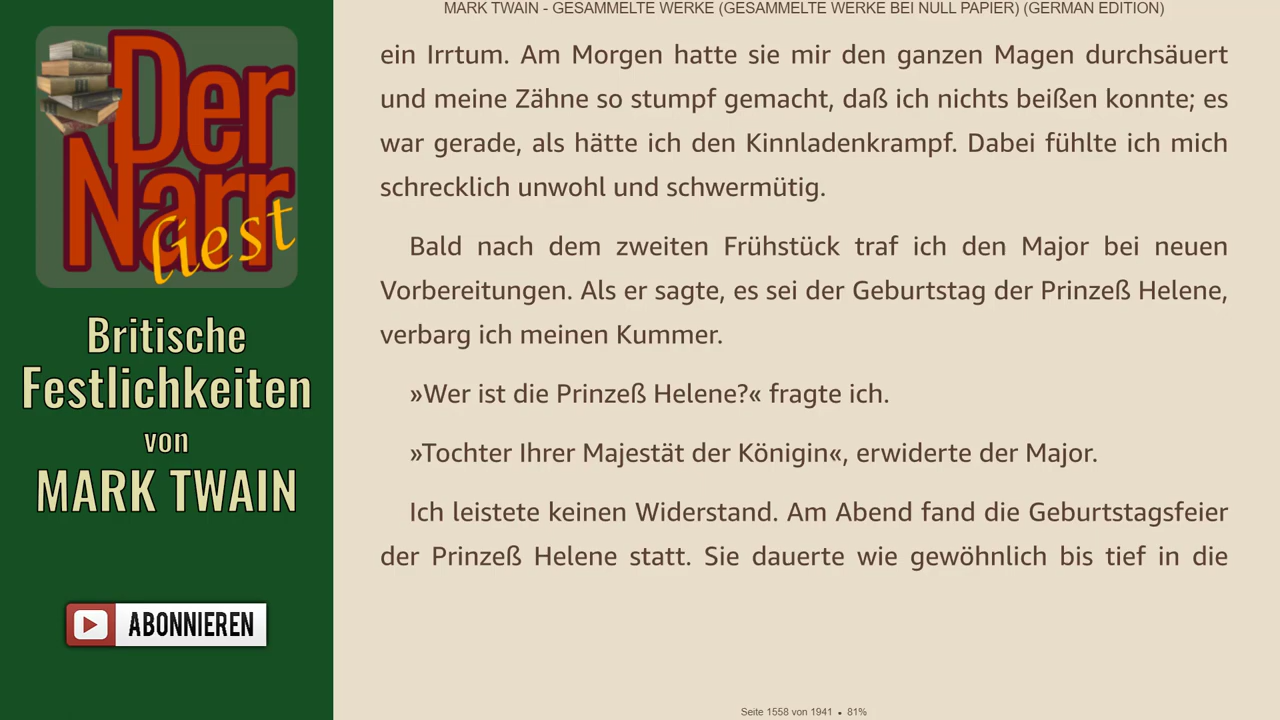 Der
Narr
liest
Britische
Festlichkeiten
von
MARK TWAIN
ABONNIEREN
MARK TWAIN - GESAMMELTE WERKE (GESAMMELTE WERKE BEI NULL PAPIER) (GERMAN EDITION)
ein Irrtum. Am Morgen hatte sie mir den ganzen Magen durchsäuert
und meine Zähne so stumpf gemacht, daß ich nichts beißen konnte; es
war gerade, als hätte ich den Kinnladenkrampf. Dabei fühlte ich mich
schrecklich unwohl und schwermütig.
Bald nach dem zweiten Frühstück traf ich den Major bei neuen
Vorbereitungen. Als er sagte, es sei der Geburtstag der Prinzeß Helene,
verbarg ich meinen Kummer.
»Wer ist die Prinzeß Helene?« fragte ich.
»Tochter Ihrer Majestät der Königin«, erwiderte der Major.
Ich leistete keinen Widerstand. Am Abend fand die Geburtstagsfeier
der Prinzeß Helene statt. Sie dauerte wie gewöhnlich bis tief in die
Seite 1558 von 1941 • 81%